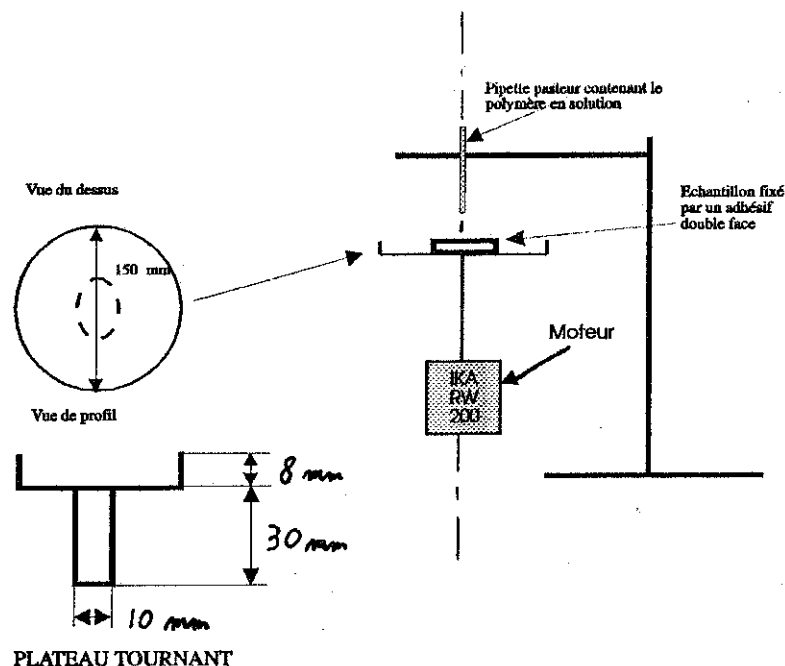 Pipette pasteur contenant le
polymère en solution
Vue du dessus
Echantillon fixé
par un adhésif
double face
150 mm
Moteur
IKA
RW
200
Vue de profil
8 mm
30 mm
10 mm
PLATEAU TOURNANT